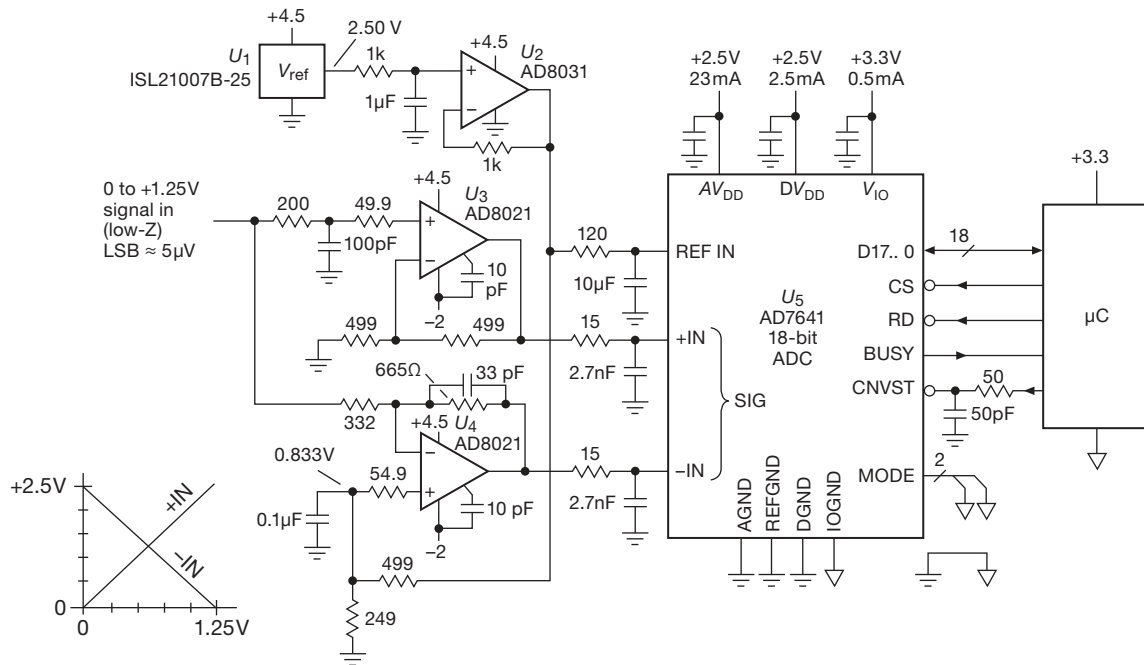 +4.5
2.50 V
U1
ISL21007B-25
Vref
1k
1µF
+4.5
U2
AD8031
+
−
1k
+2.5V
23mA
+2.5V
2.5mA
+3.3V
0.5mA
AVDD
DVDD
VIO
+3.3
0 to +1.25V
signal in
(low-Z)
LSB ≈ 5µV
200
49.9
100pF
+4.5
U3
AD8021
+
−
10
pF
−2
499
499
120
10µF
REF IN
15
2.7nF
+IN
SIG
U5
AD7641
18-bit
ADC
D17.. 0
18
CS
RD
BUSY
CNVST
50
50pF
µC
665Ω
33 pF
332
U4
+4.5
AD8021
−
+
0.833V
54.9
0.1µF
10 pF
−2
15
2.7nF
−IN
MODE
2
AGND
REFGND
DGND
IOGND
499
249
+2.5V
+IN
−IN
0
0
1.25V